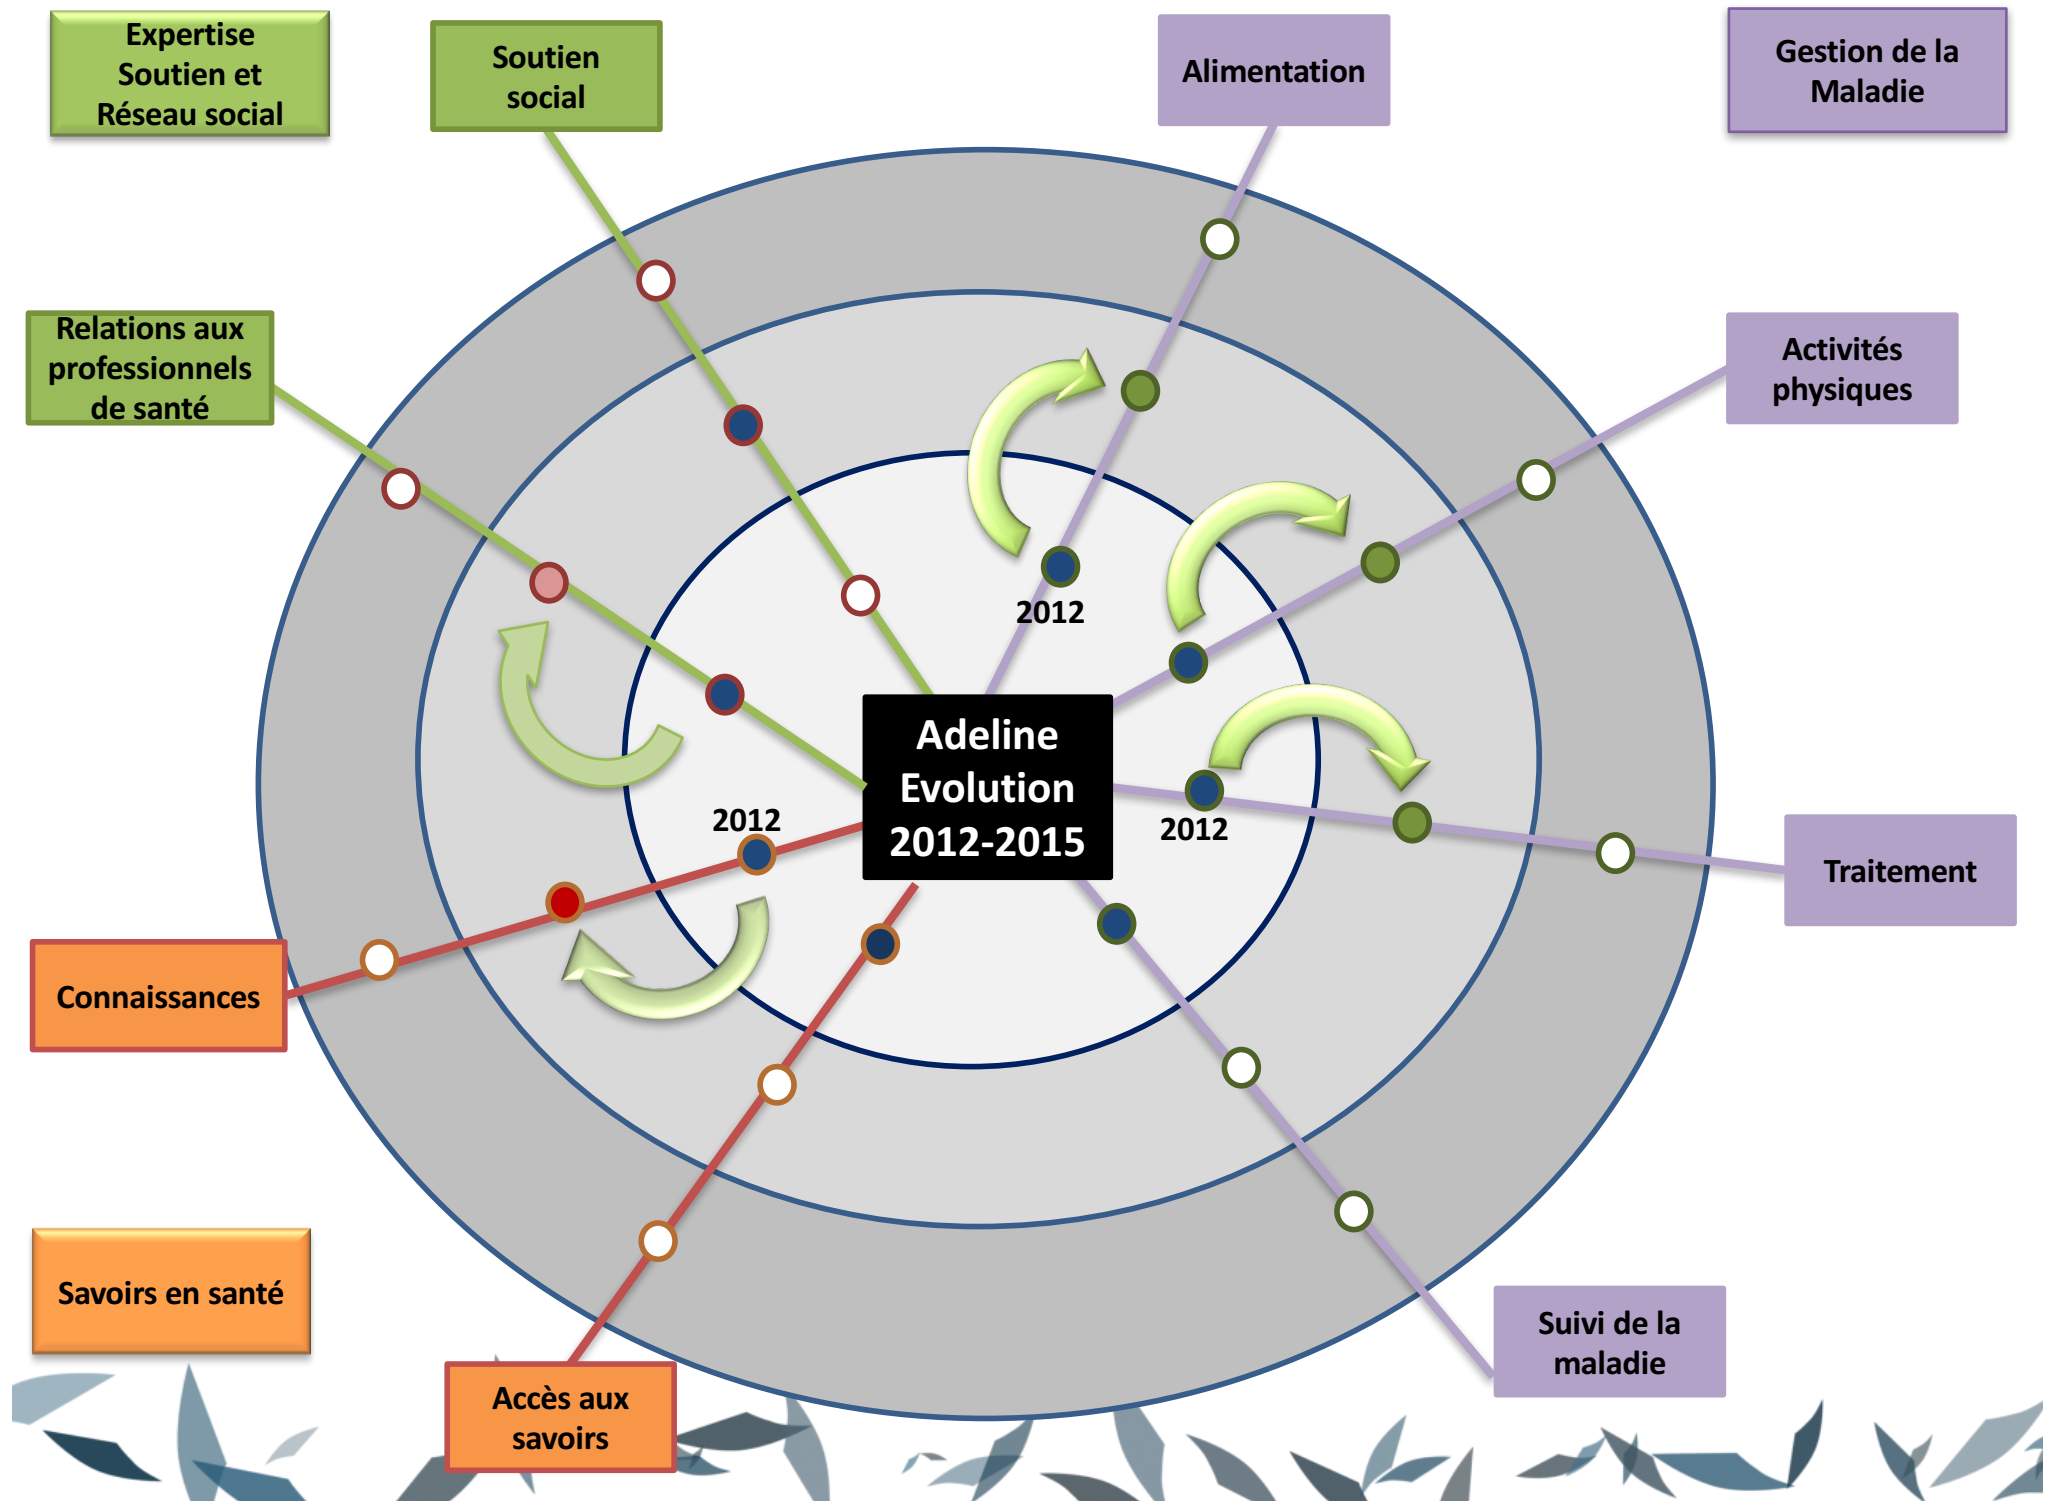 Expertise
Soutien et
Réseau social
Soutien
social
Alimentation
Gestion de la
Maladie
Relations aux
professionnels
de santé
Activités
physiques
2012
Adeline
Evolution
2012-2015
2012
2012
Traitement
Connaissances
Savoirs en santé
Suivi de la
maladie
Accès aux
savoirs